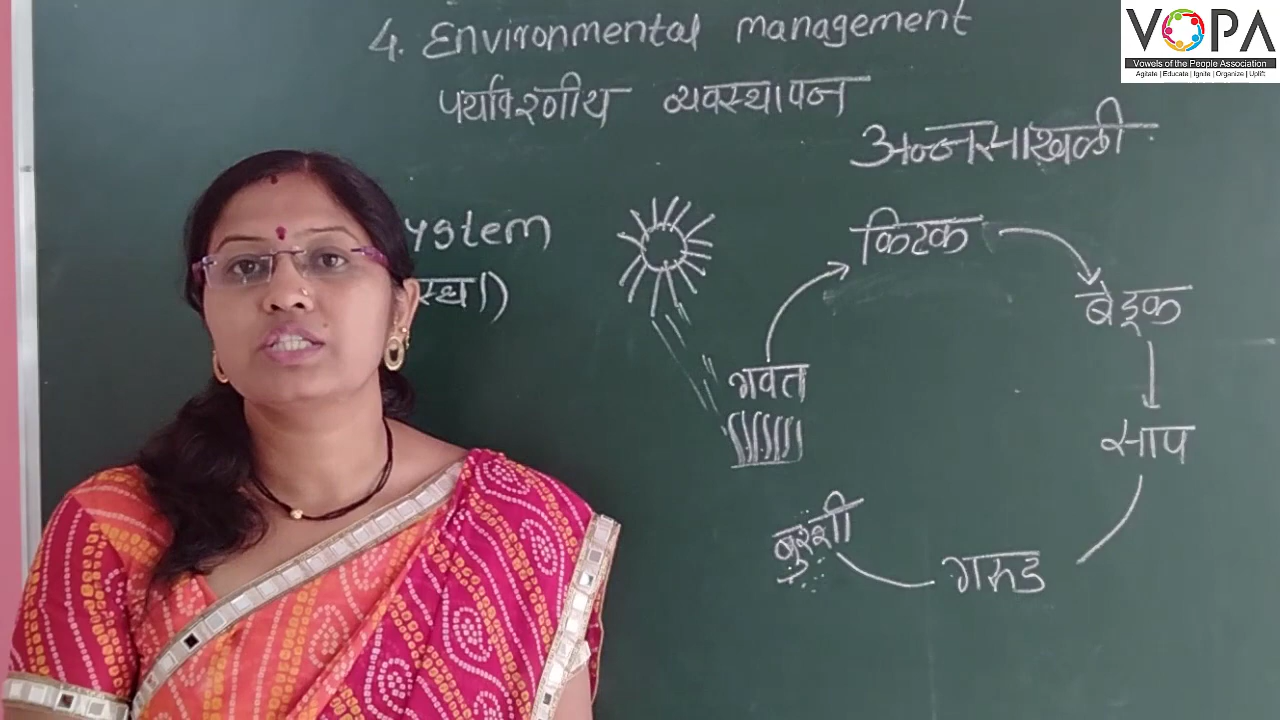 4. Environmental management
पर्यावरणीय व्यवस्थापन
अन्नसाखळी
ystem
स्था)
किटक
बेडूक
गवत
साप
बुरशी
गरुड
VOPA
Vowels of the People Association
Agitate | Educate | Ignite | Organize | Uplift